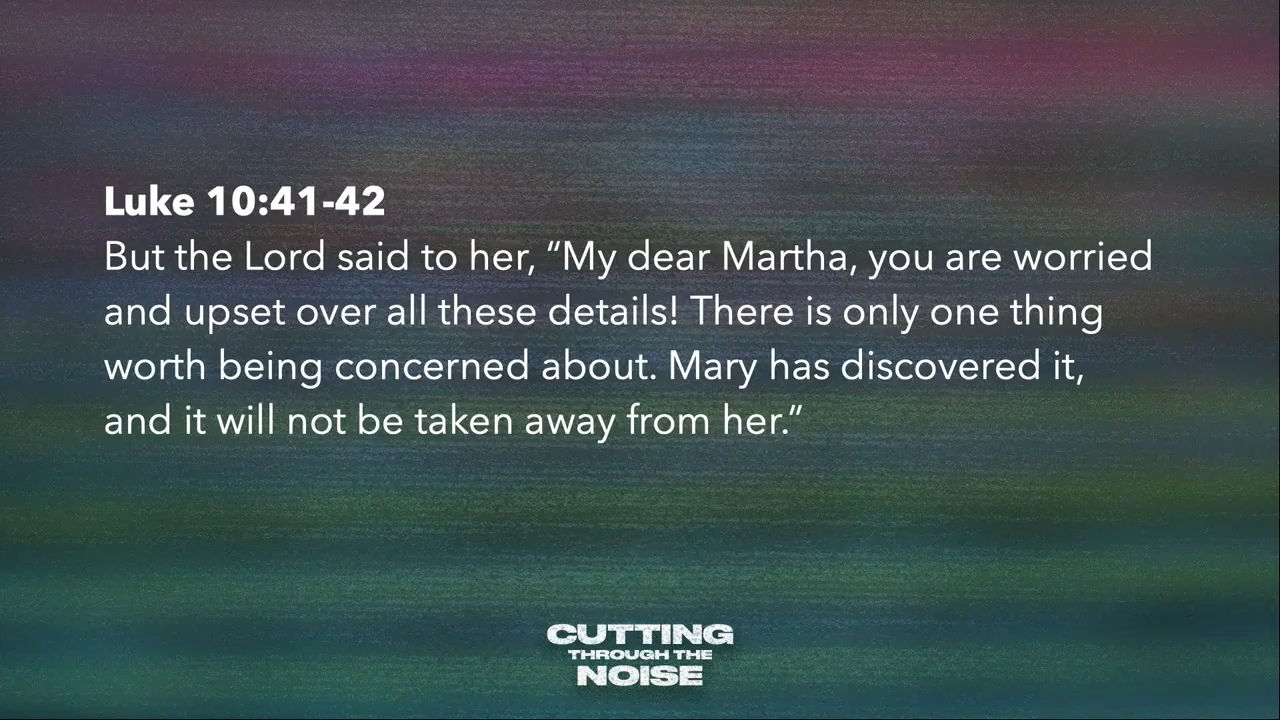 Luke 10:41-42
But the Lord said to her, “My dear Martha, you are worried
and upset over all these details! There is only one thing
worth being concerned about. Mary has discovered it,
and it will not be taken away from her.”
CUTTING
THROUGH THE
NOISE